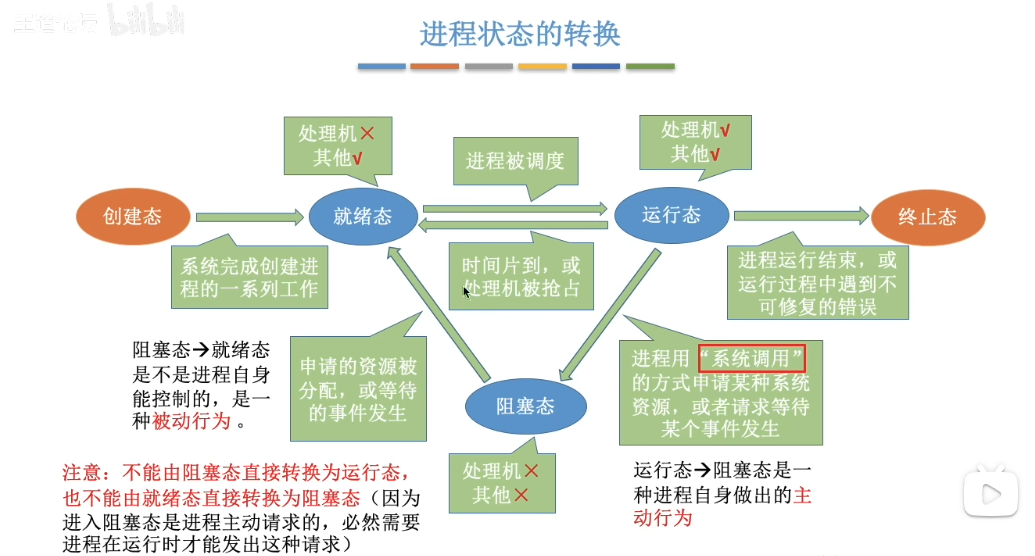 进程状态的转换
处理机×
其他√
进程被调度
处理机√
其他√
创建态
就绪态
运行态
终止态
系统完成创建进
程的一系列工作
时间片到，或
处理机被抢占
进程运行结束，或
运行过程中遇到不
可修复的错误
阻塞态→就绪态
是不是进程自身
能控制的，是一
种被动行为。
申请的资源被
分配，或等待
的事件发生
阻塞态
进程用“系统调用”
的方式申请某种系统
资源，或者请求等待
某个事件发生
处理机×
其他×
注意：不能由阻塞态直接转换为运行态，
也不能由就绪态直接转换为阻塞态（因为
进入阻塞态是进程主动请求的，必然需要
进程在运行时才能发出这种请求）
运行态→阻塞态是一
种进程自身做出的主
动行为